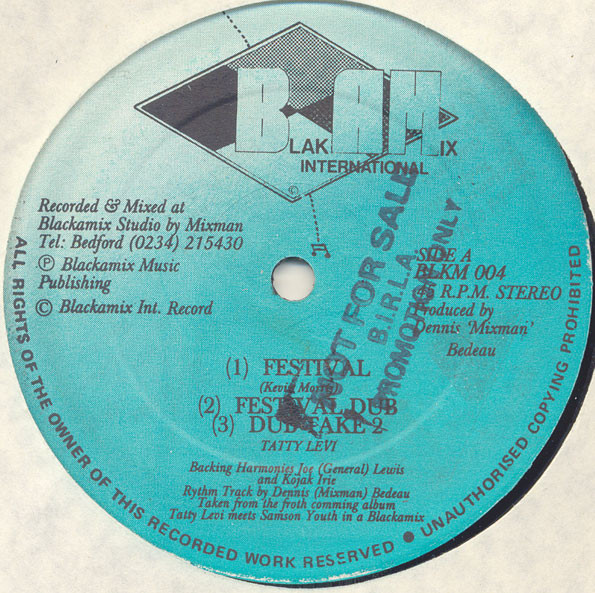 BLAKAMIX
INTERNATIONAL
©
Recorded & Mixed at
Blackamix Studio by Mixman
Tel: Bedford (0234) 215430
Ⓟ Blackamix Music
Publishing
© Blackamix Int. Record
SIDE A
BLKM 004
45 R.P.M. STEREO
Produced by
Dennis 'Mixman'
Bedeau
NOT FOR SALE
B.I.R.L.A
PROMOTION ONLY
(1) FESTIVAL
(Kevin
(2) FESTIVAL DUB
(3) DUB TAKE 2
TATTY LEVI
Backing Harmonies Joe (General) Lewis
and Kojak Irie
Rythm Track by Dennis (Mixman) Bedeau
Taken from the froth comming album
Tatty Levi meets Samson Youth in a Blackamix
ALL RIGHTS OF THE OWNER OF THIS RECORDED WORK RESERVED ● UNAUTHORISED COPYING PROHIBITED